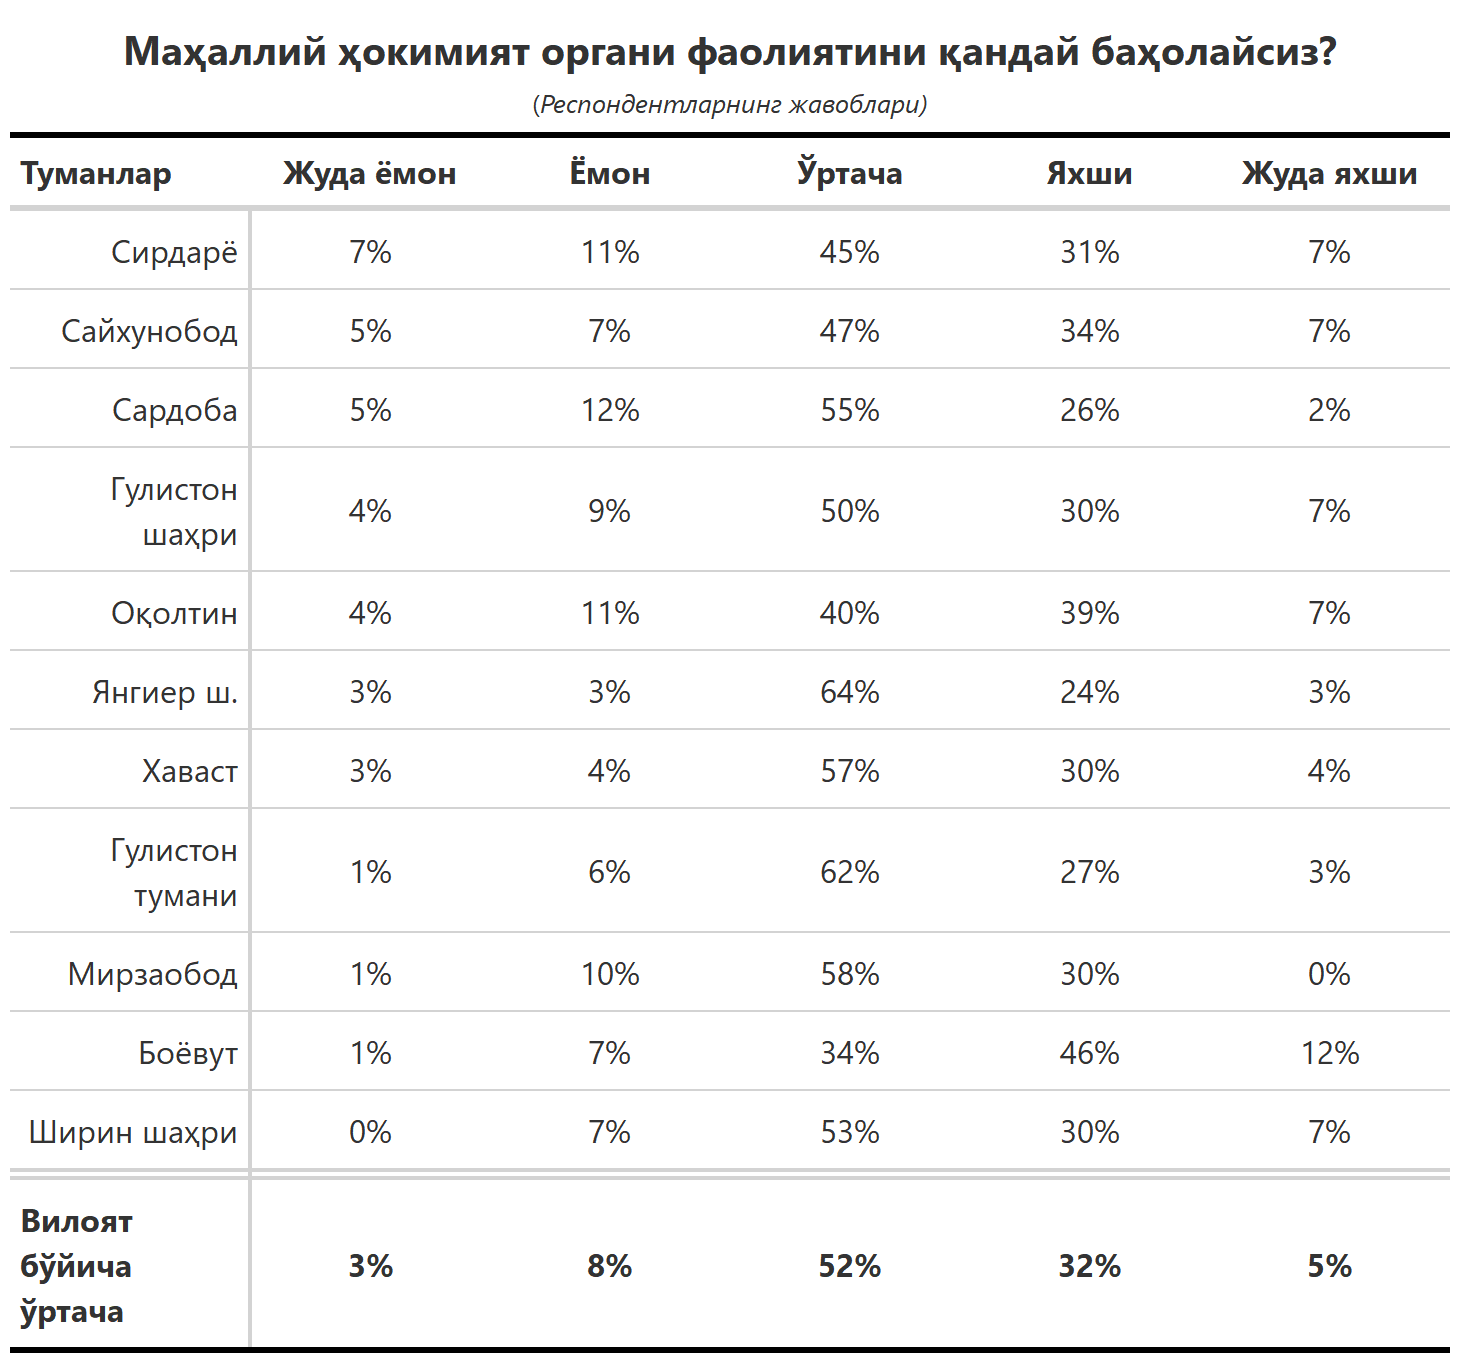 Маҳаллий ҳокимият органи фаолиятини қандай баҳолайсиз?
(Респондентларнинг жавоблари)
Туманлар Жуда ёмон Ёмон Ўртача Яхши Жуда яхши
Сирдарё 7% 11% 45% 31% 7%
Сайхунобод 5% 7% 47% 34% 7%
Сардоба 5% 12% 55% 26% 2%
Гулистон
шаҳри 4% 9% 50% 30% 7%
Оқолтин 4% 11% 40% 39% 7%
Янгиер ш. 3% 3% 64% 24% 3%
Хаваст 3% 4% 57% 30% 4%
Гулистон
тумани 1% 6% 62% 27% 3%
Мирзаобод 1% 10% 58% 30% 0%
Боёвут 1% 7% 34% 46% 12%
Ширин шаҳри 0% 7% 53% 30% 7%
Вилоят
бўйича 3% 8% 52% 32% 5%
ўртача